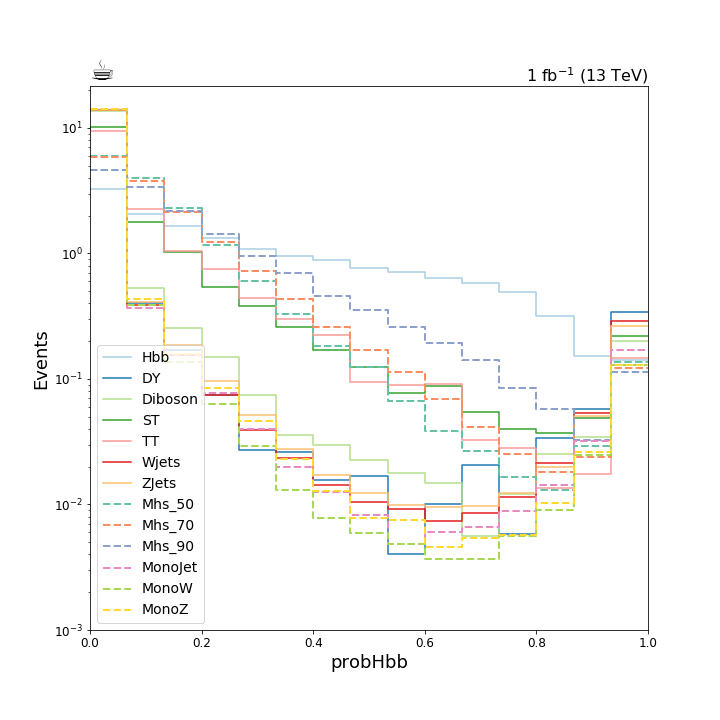 ☕
1 fb⁻¹ (13 TeV)
Events
10¹
10⁰
10⁻¹
10⁻²
10⁻³
Hbb
DY
Diboson
ST
TT
Wjets
ZJets
Mhs_50
Mhs_70
Mhs_90
MonoJet
MonoW
MonoZ
0.0 0.2 0.4 0.6 0.8 1.0
probHbb